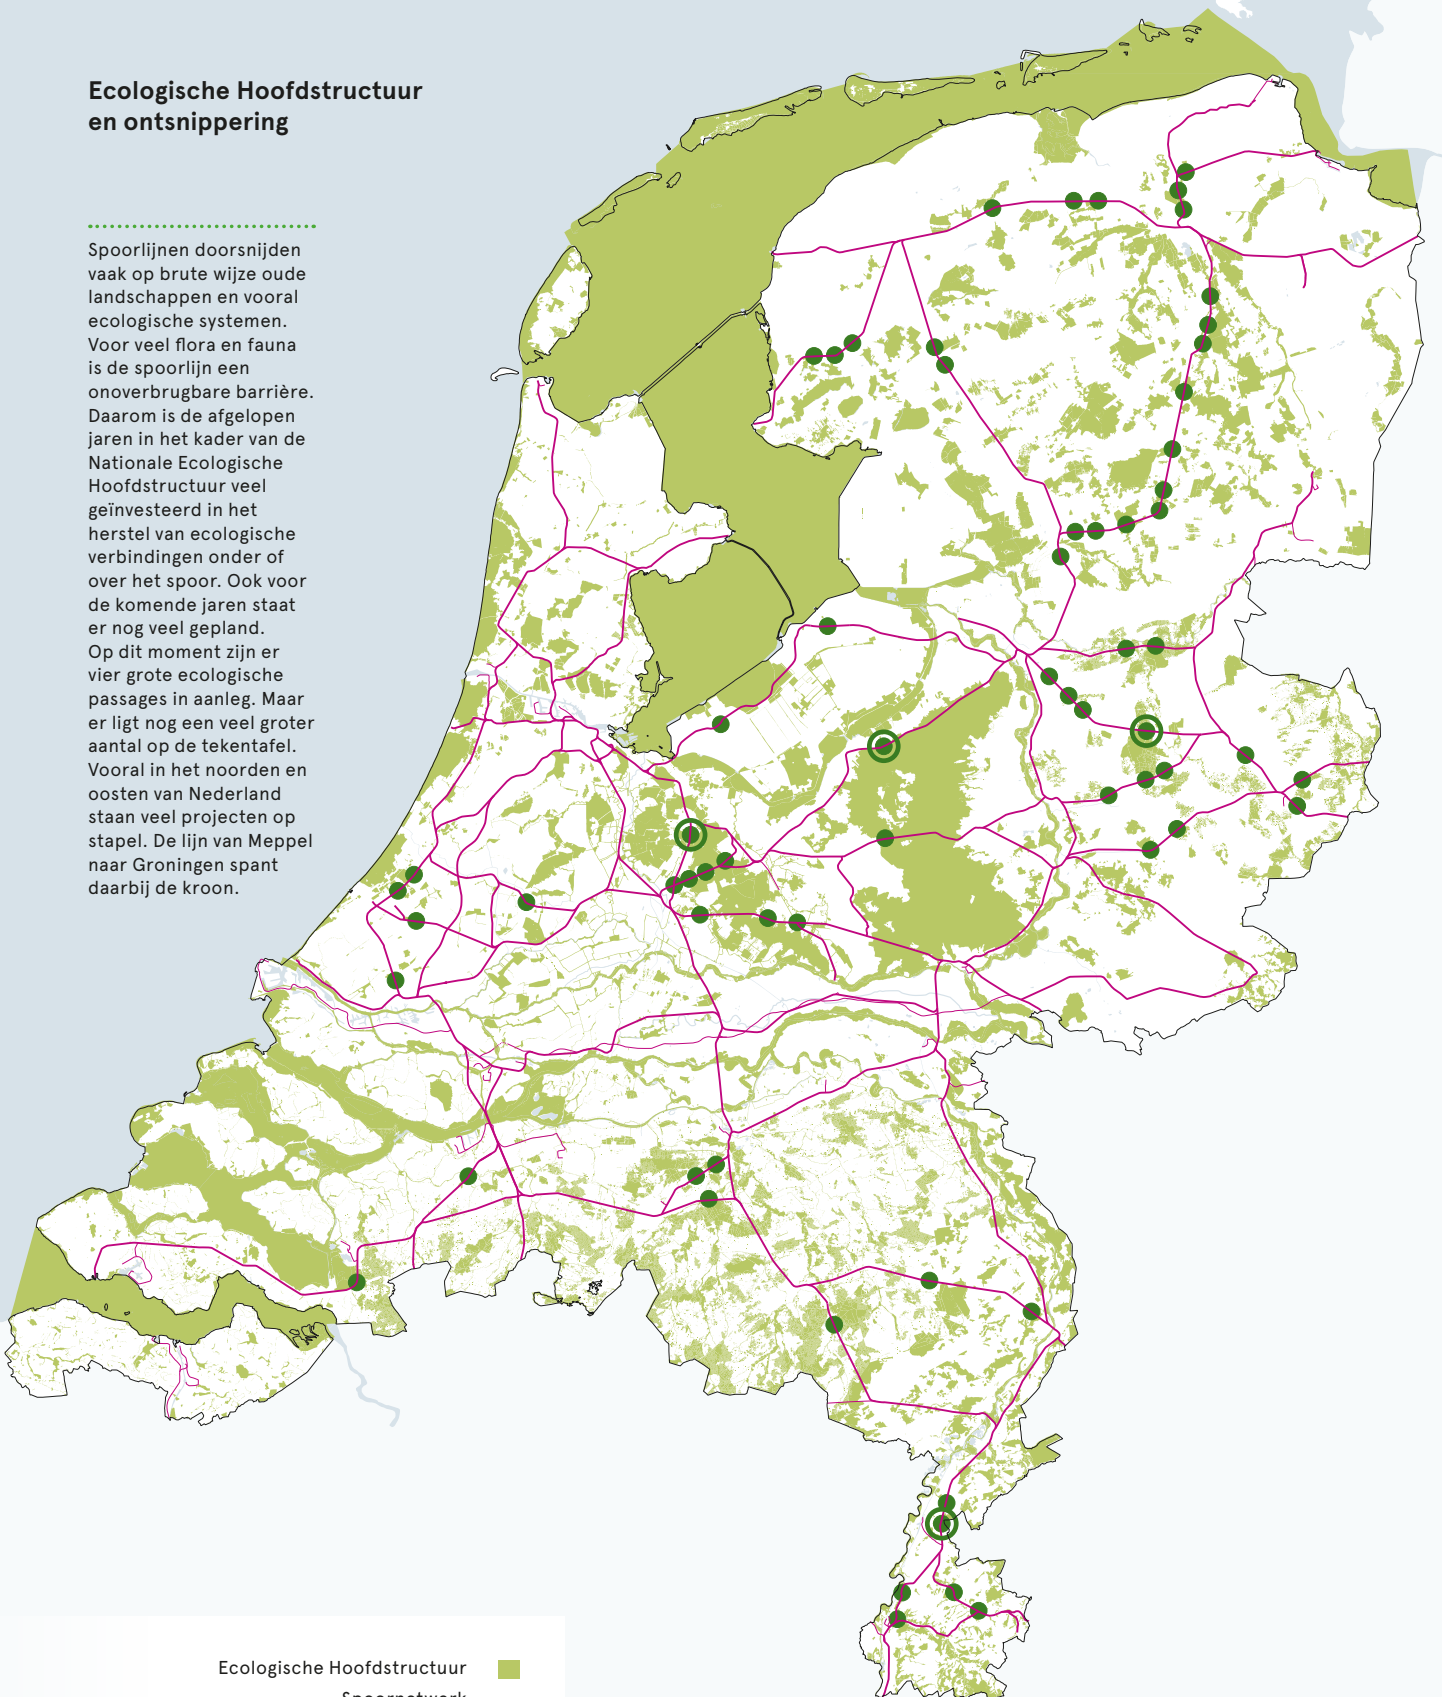 Ecologische Hoofdstructuur
en ontsnippering
Spoorlijnen doorsnijden
vaak op brute wijze oude
landschappen en vooral
ecologische systemen.
Voor veel flora en fauna
is de spoorlijn een
onoverbrugbare barrière.
Daarom is de afgelopen
jaren in het kader van de
Nationale Ecologische
Hoofdstructuur veel
geïnvesteerd in het
herstel van ecologische
verbindingen onder of
over het spoor. Ook voor
de komende jaren staat
er nog veel gepland.
Op dit moment zijn er
vier grote ecologische
passages in aanleg. Maar
er ligt nog een veel groter
aantal op de tekentafel.
Vooral in het noorden en
oosten van Nederland
staan veel projecten op
stapel. De lijn van Meppel
naar Groningen spant
daarbij de kroon.
Ecologische Hoofdstructuur
Spoornetwerk